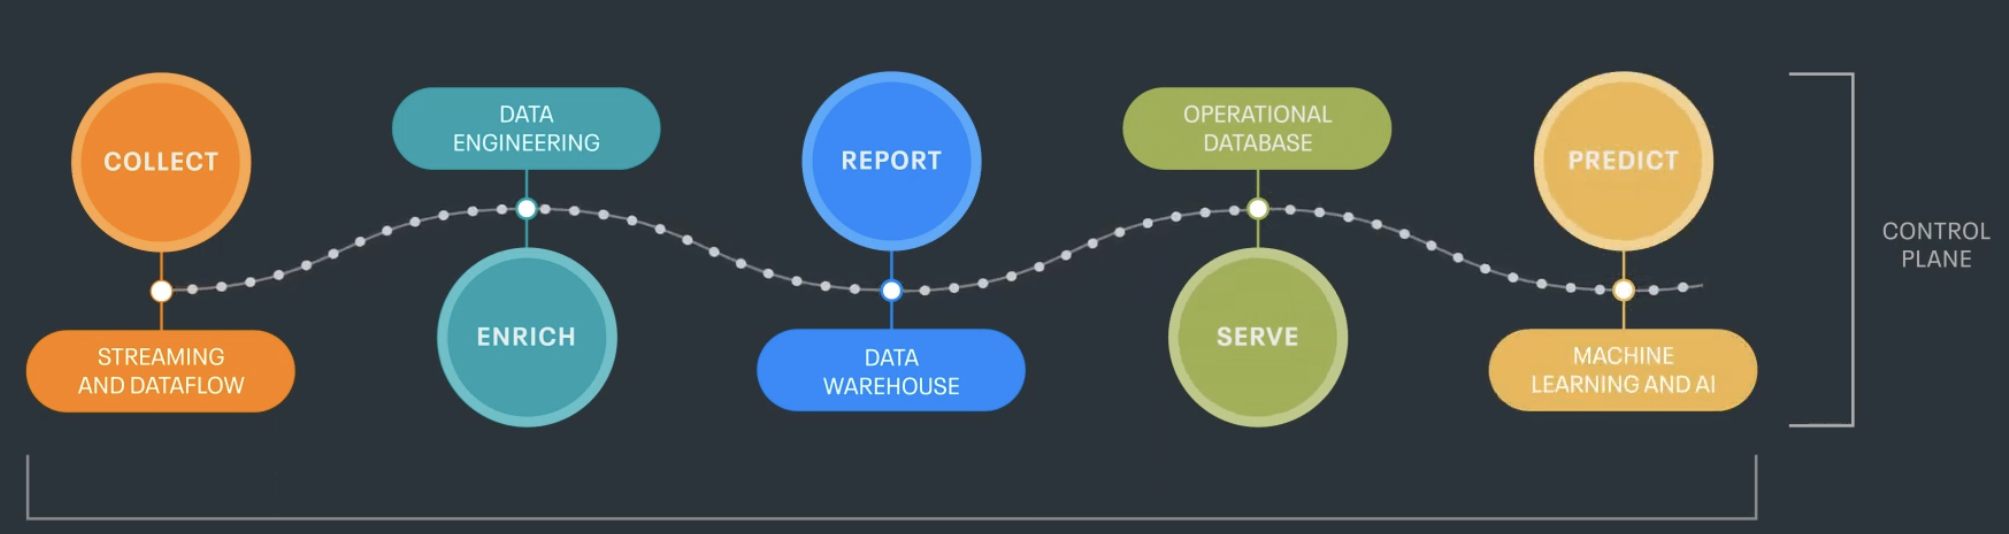 COLLECT
STREAMING
AND DATAFLOW
DATA
ENGINEERING
ENRICH
REPORT
DATA
WAREHOUSE
OPERATIONAL
DATABASE
SERVE
PREDICT
MACHINE
LEARNING AND AI
CONTROL
PLANE